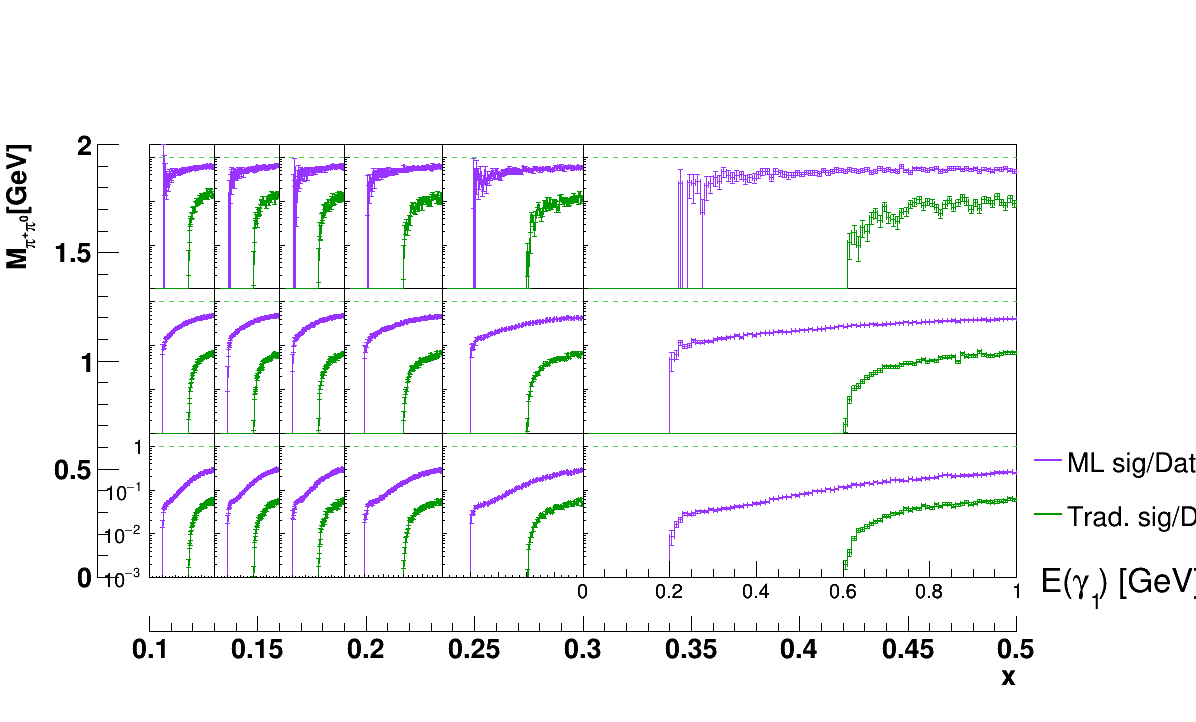 2
M_{π⁺π⁰} [GeV]
1.5
1
1
0.5
10⁻¹
ML sig/Dat
10⁻²
Trad. sig/D
0
10⁻³
0 0.2 0.4 0.6 0.8 1
E(γ₁) [GeV]
0.1 0.15 0.2 0.25 0.3 0.35 0.4 0.45 0.5
x